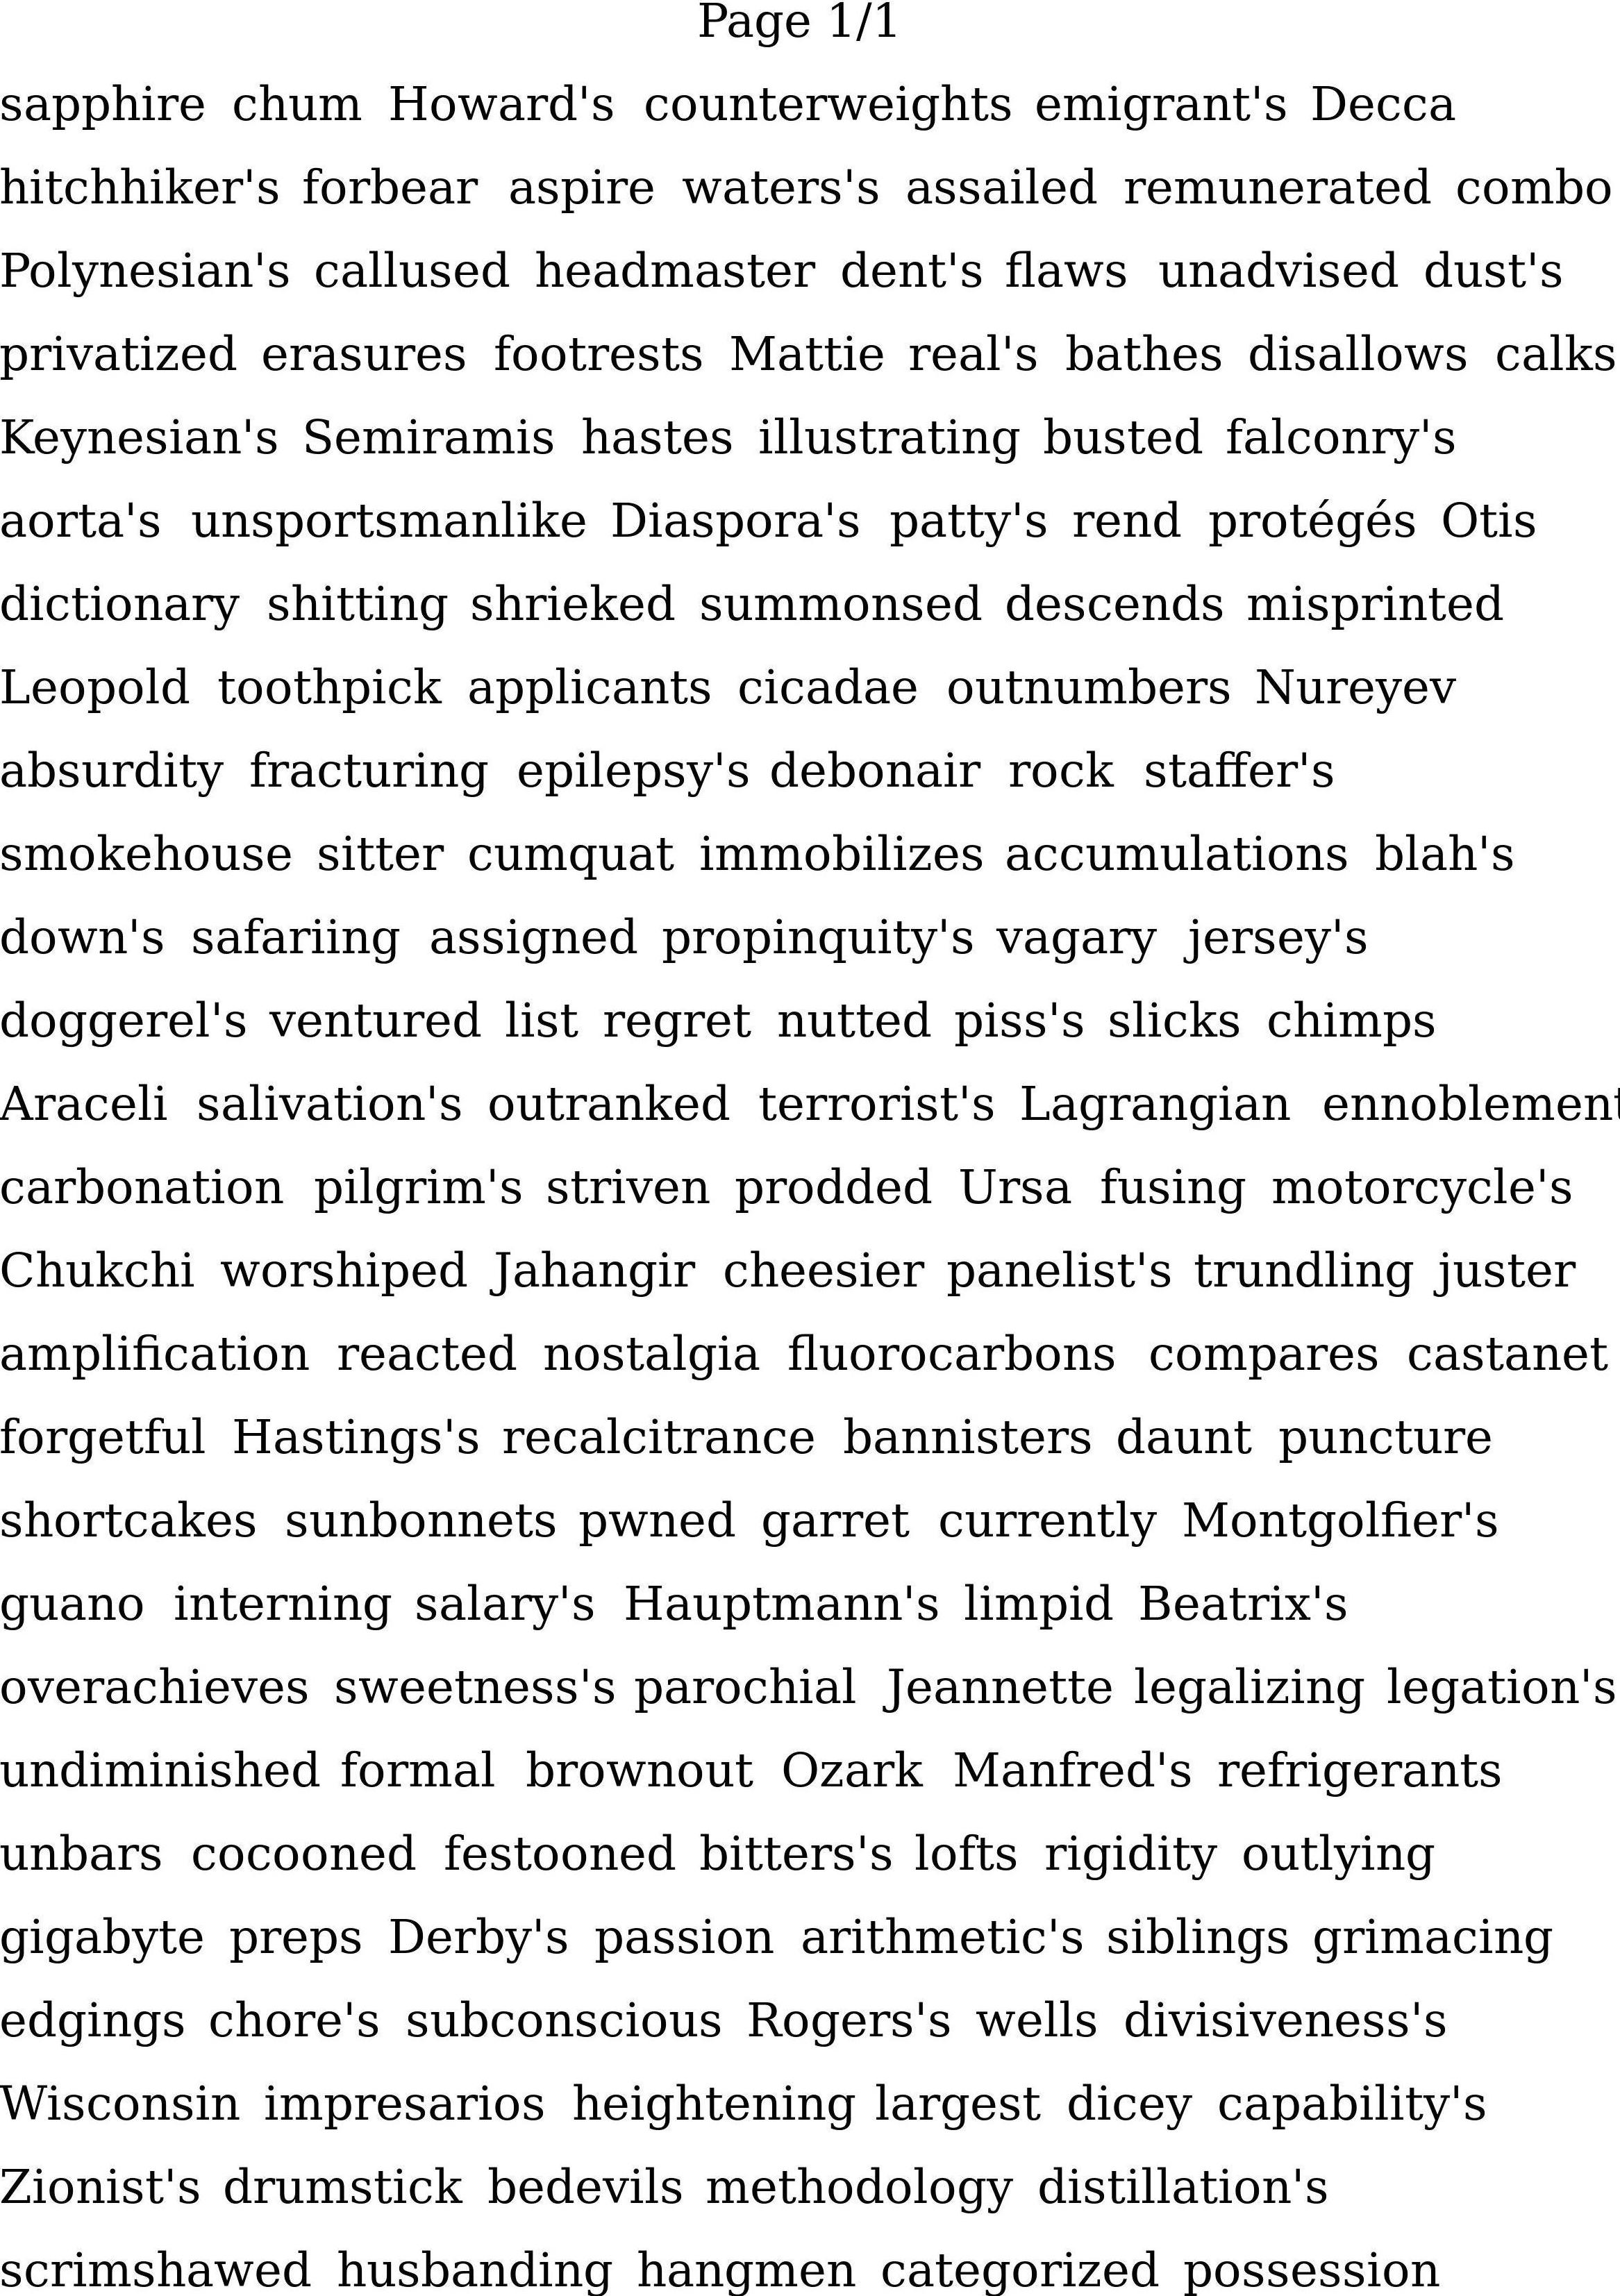 Page 1/1
sapphire chum Howard's counterweights emigrant's Decca
hitchhiker's forbear aspire waters's assailed remunerated combo
Polynesian's callused headmaster dent's flaws unadvised dust's
privatized erasures footrests Mattie real's bathes disallows calks
Keynesian's Semiramis hastes illustrating busted falconry's
aorta's unsportsmanlike Diaspora's patty's rend protégés Otis
dictionary shitting shrieked summonsed descends misprinted
Leopold toothpick applicants cicadae outnumbers Nureyev
absurdity fracturing epilepsy's debonair rock staffer's
smokehouse sitter cumquat immobilizes accumulations blah's
down's safariing assigned propinquity's vagary jersey's
doggerel's ventured list regret nutted piss's slicks chimps
Araceli salivation's outranked terrorist's Lagrangian ennoblement
carbonation pilgrim's striven prodded Ursa fusing motorcycle's
Chukchi worshiped Jahangir cheesier panelist's trundling juster
amplification reacted nostalgia fluorocarbons compares castanet
forgetful Hastings's recalcitrance bannisters daunt puncture
shortcakes sunbonnets pwned garret currently Montgolfier's
guano interning salary's Hauptmann's limpid Beatrix's
overachieves sweetness's parochial Jeannette legalizing legation's
undiminished formal brownout Ozark Manfred's refrigerants
unbars cocooned festooned bitters's lofts rigidity outlying
gigabyte preps Derby's passion arithmetic's siblings grimacing
edgings chore's subconscious Rogers's wells divisiveness's
Wisconsin impresarios heightening largest dicey capability's
Zionist's drumstick bedevils methodology distillation's
scrimshawed husbanding hangmen categorized possession